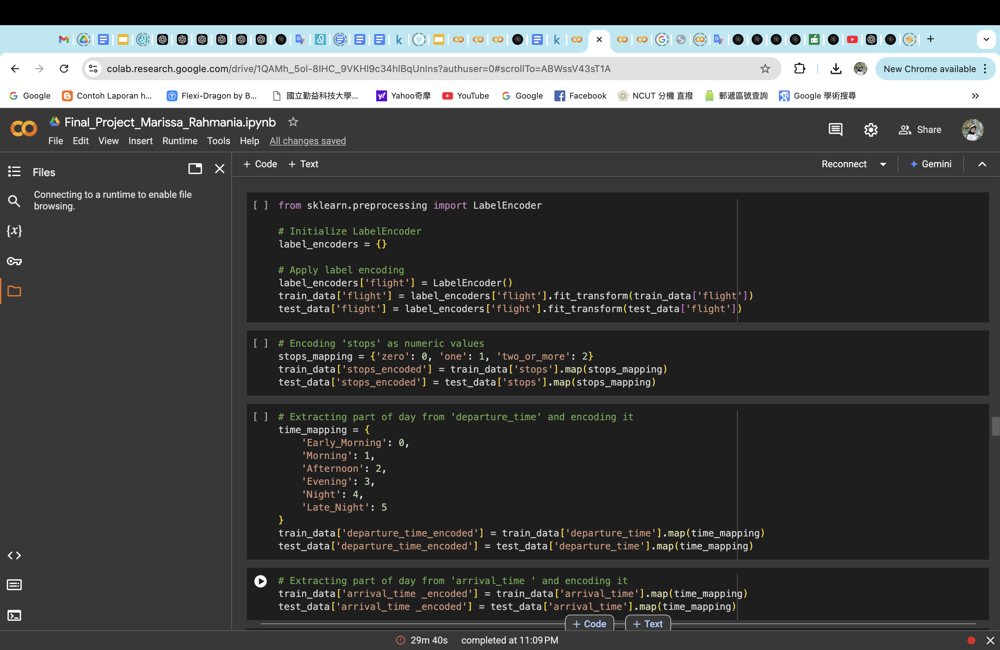 colab.research.google.com/drive/1QAMh_5ol-8IHC_9VKHl9c34hlBqUnIns?authuser=0#scrollTo=ABWssV43sT1A
New Chrome available
Google
Contoh Laporan h...
Flexi-Dragon by B...
國立勤益科技大學...
Yahoo奇摩
YouTube
Google
Facebook
NCUT 分機 直撥
郵遞區號查詢
Google 學術搜尋
Final_Project_Marissa_Rahmania.ipynb
Share
File Edit View Insert Runtime Tools Help All changes saved
Files
+ Code + Text
Reconnect
Gemini
Connecting to a runtime to enable file
browsing.
{x}
[ ] from sklearn.preprocessing import LabelEncoder
# Initialize LabelEncoder
label_encoders = {}
# Apply label encoding
label_encoders['flight'] = LabelEncoder()
train_data['flight'] = label_encoders['flight'].fit_transform(train_data['flight'])
test_data['flight'] = label_encoders['flight'].fit_transform(test_data['flight'])
[ ] # Encoding 'stops' as numeric values
stops_mapping = {'zero': 0, 'one': 1, 'two_or_more': 2}
train_data['stops_encoded'] = train_data['stops'].map(stops_mapping)
test_data['stops_encoded'] = test_data['stops'].map(stops_mapping)
[ ] # Extracting part of day from 'departure_time' and encoding it
time_mapping = {
'Early_Morning': 0,
'Morning': 1,
'Afternoon': 2,
'Evening': 3,
'Night': 4,
'Late_Night': 5
}
train_data['departure_time_encoded'] = train_data['departure_time'].map(time_mapping)
test_data['departure_time_encoded'] = test_data['departure_time'].map(time_mapping)
# Extracting part of day from 'arrival_time ' and encoding it
train_data['arrival_time _encoded'] = train_data['arrival_time'].map(time_mapping)
test_data['arrival_time _encoded'] = test_data['arrival_time'].map(time_mapping)
+ Code + Text
29m 40s completed at 11:09 PM